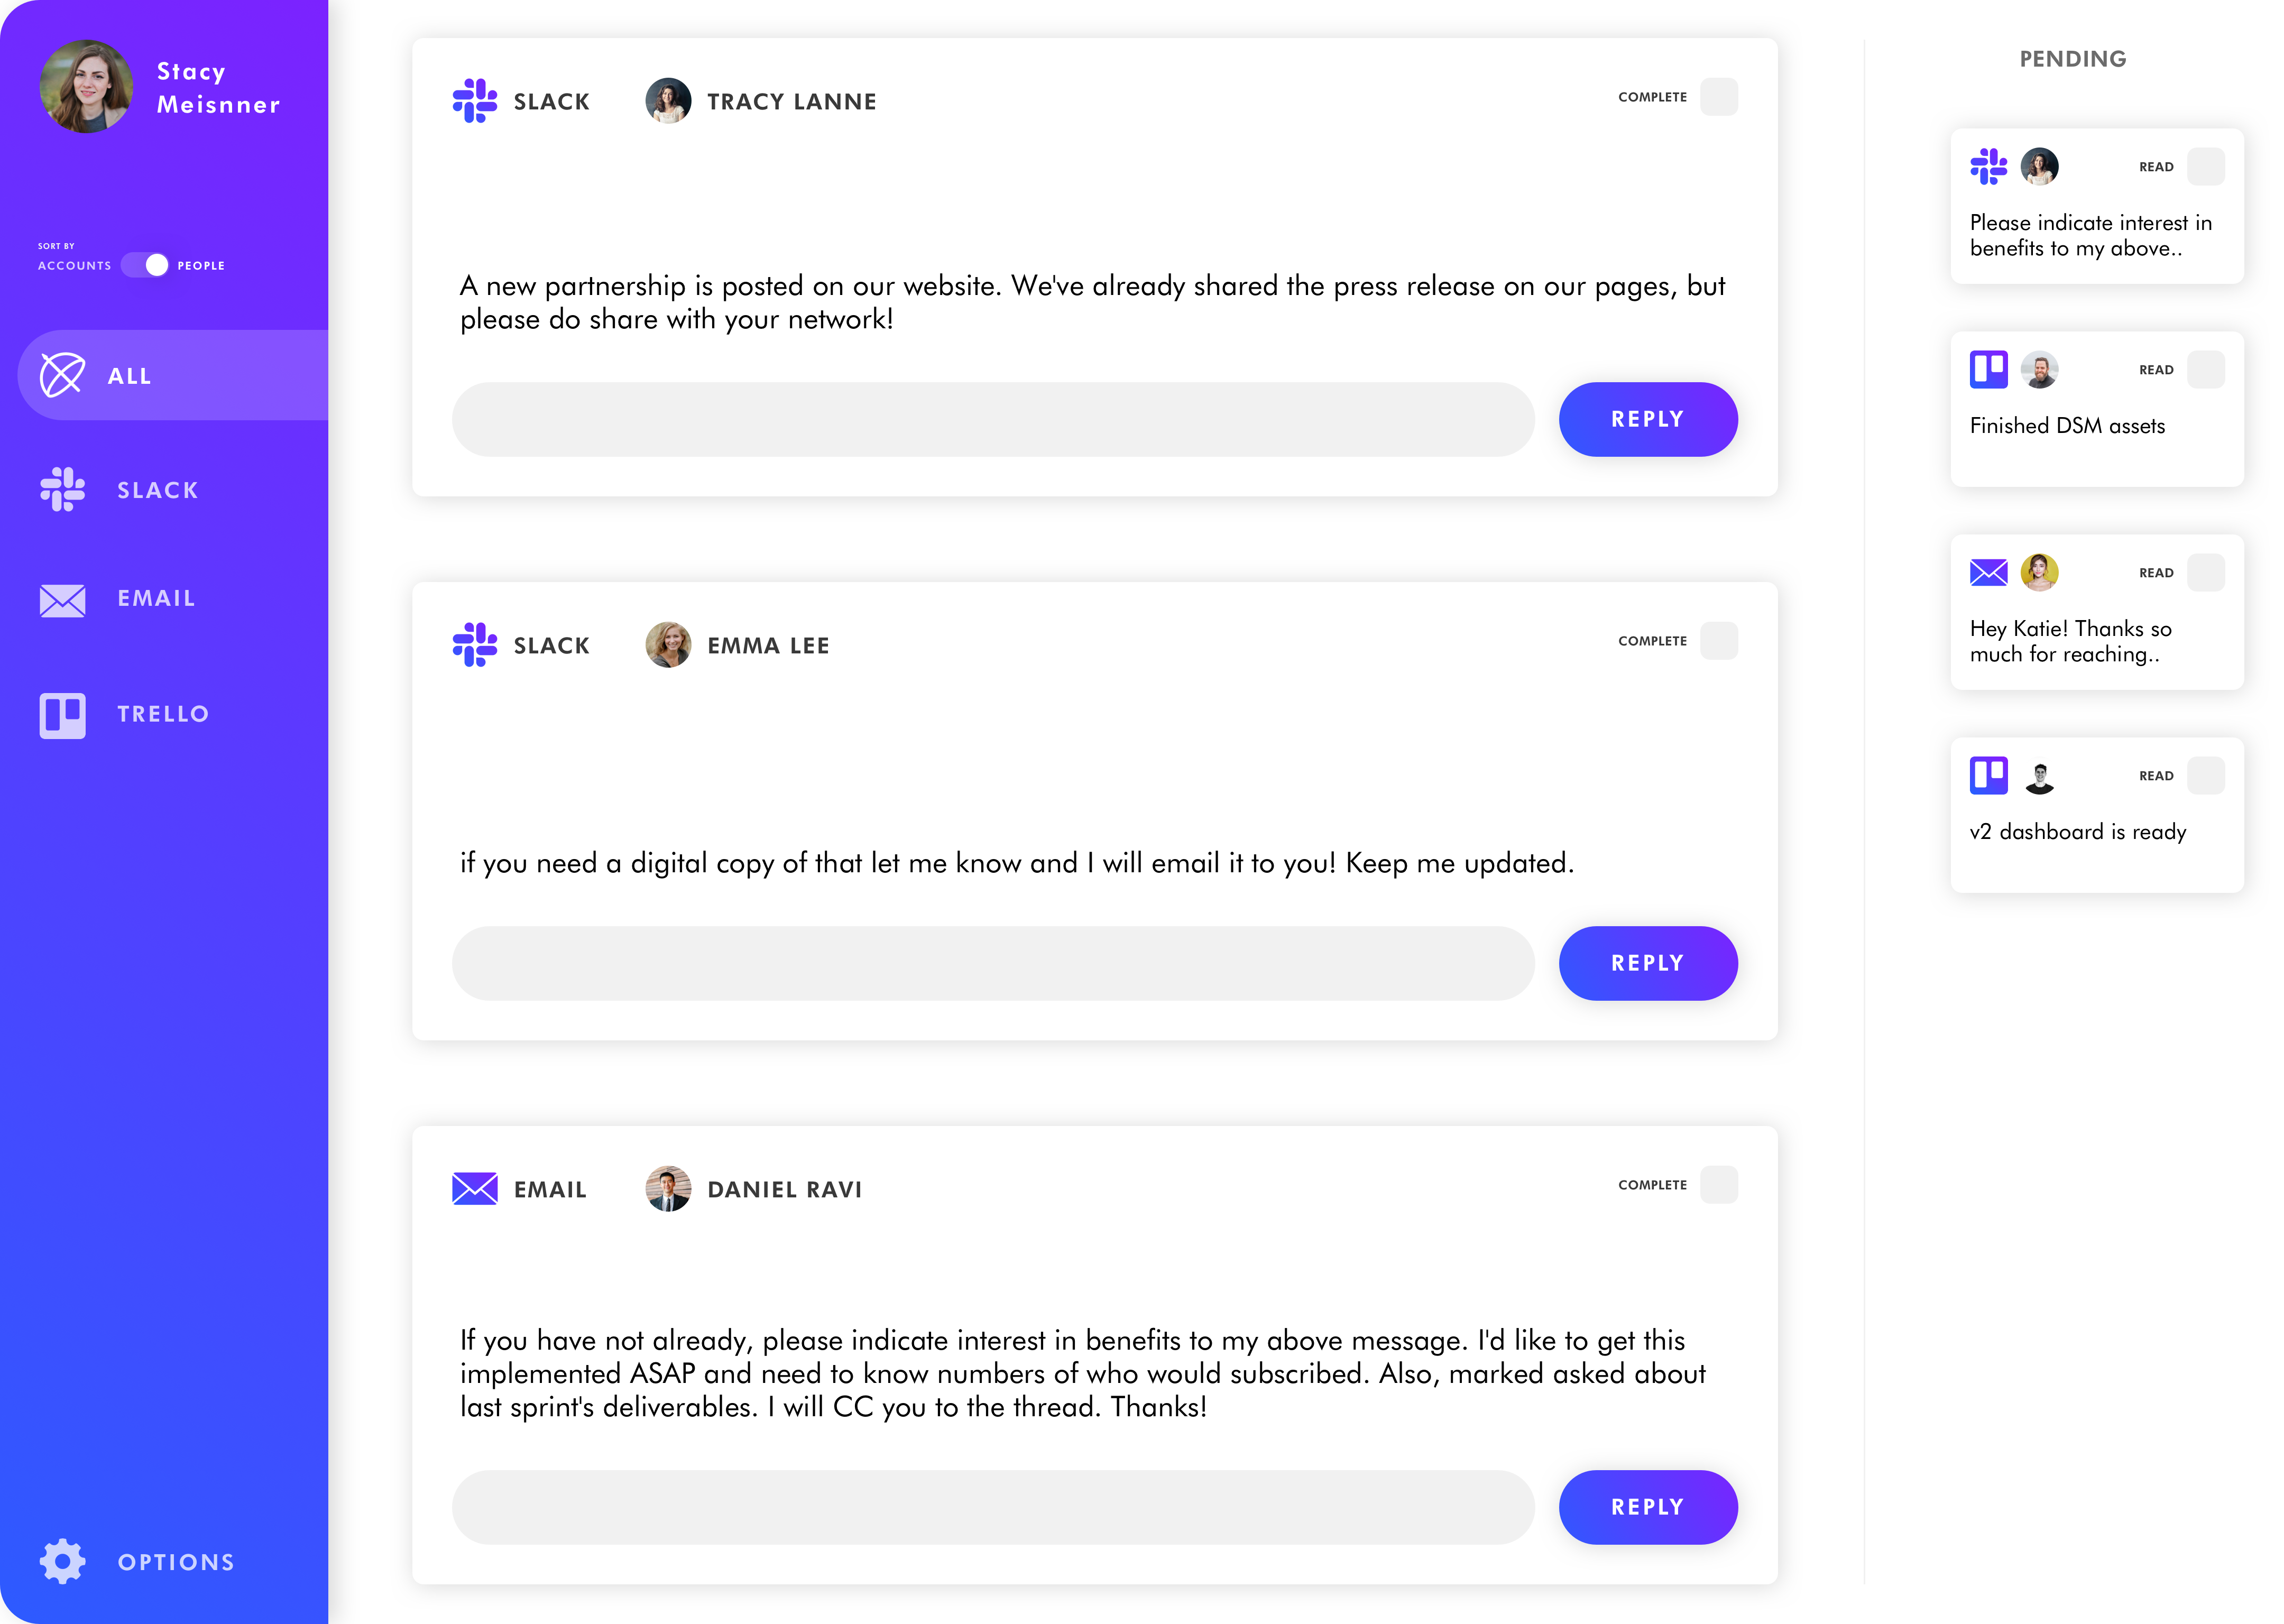 Stacy
Meisnner
SORT BY
ACCOUNTS PEOPLE
ALL
SLACK
EMAIL
TRELLO
OPTIONS
SLACK TRACY LANNE COMPLETE
A new partnership is posted on our website. We've already shared the press release on our pages, but
please do share with your network!
REPLY
SLACK EMMA LEE COMPLETE
if you need a digital copy of that let me know and I will email it to you! Keep me updated.
REPLY
EMAIL DANIEL RAVI COMPLETE
If you have not already, please indicate interest in benefits to my above message. I'd like to get this
implemented ASAP and need to know numbers of who would subscribed. Also, marked asked about
last sprint's deliverables. I will CC you to the thread. Thanks!
REPLY
PENDING
READ
Please indicate interest in
benefits to my above..
READ
Finished DSM assets
READ
Hey Katie! Thanks so
much for reaching..
READ
v2 dashboard is ready